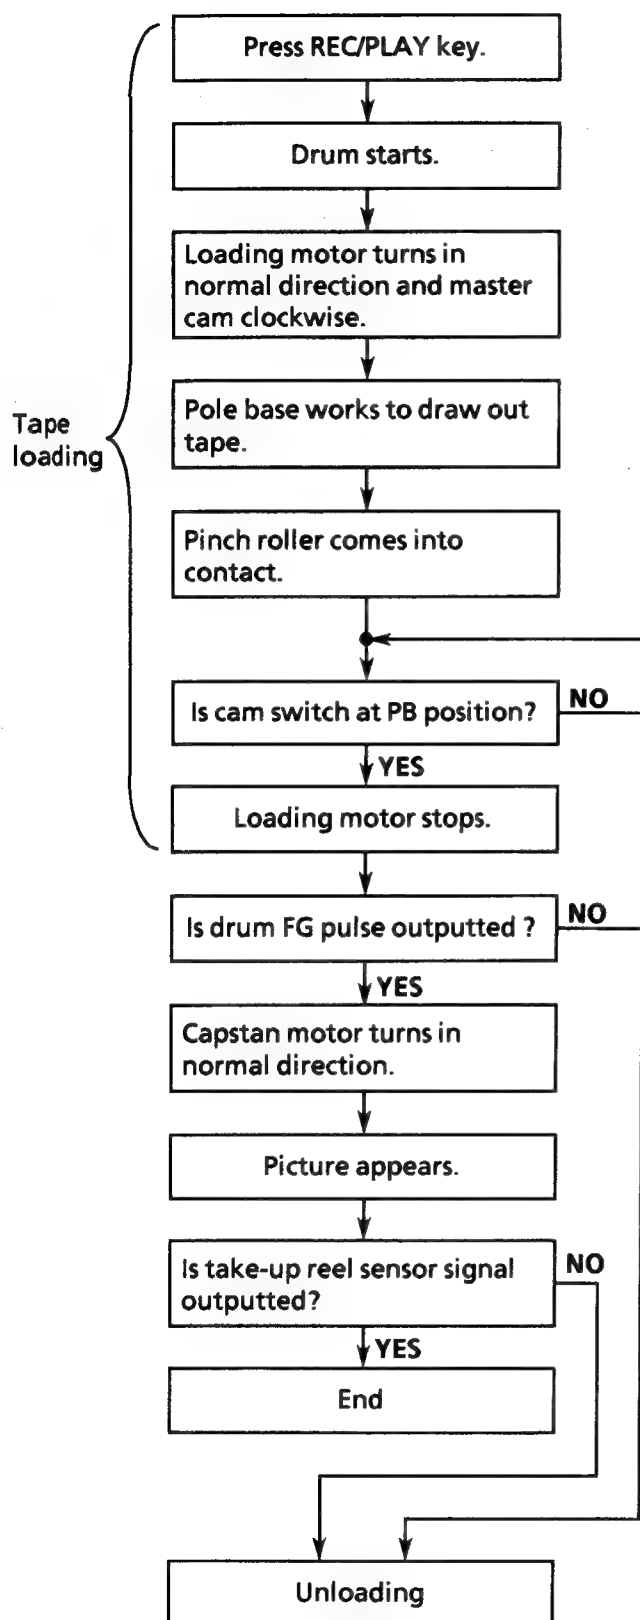 Press REC/PLAY key.
Drum starts.
Loading motor turns in
normal direction and master
cam clockwise.
Pole base works to draw out
tape.
Tape
loading
Pinch roller comes into
contact.
Is cam switch at PB position?
NO
YES
Loading motor stops.
Is drum FG pulse outputted ?
NO
YES
Capstan motor turns in
normal direction.
Picture appears.
Is take-up reel sensor signal
outputted?
NO
YES
End
Unloading